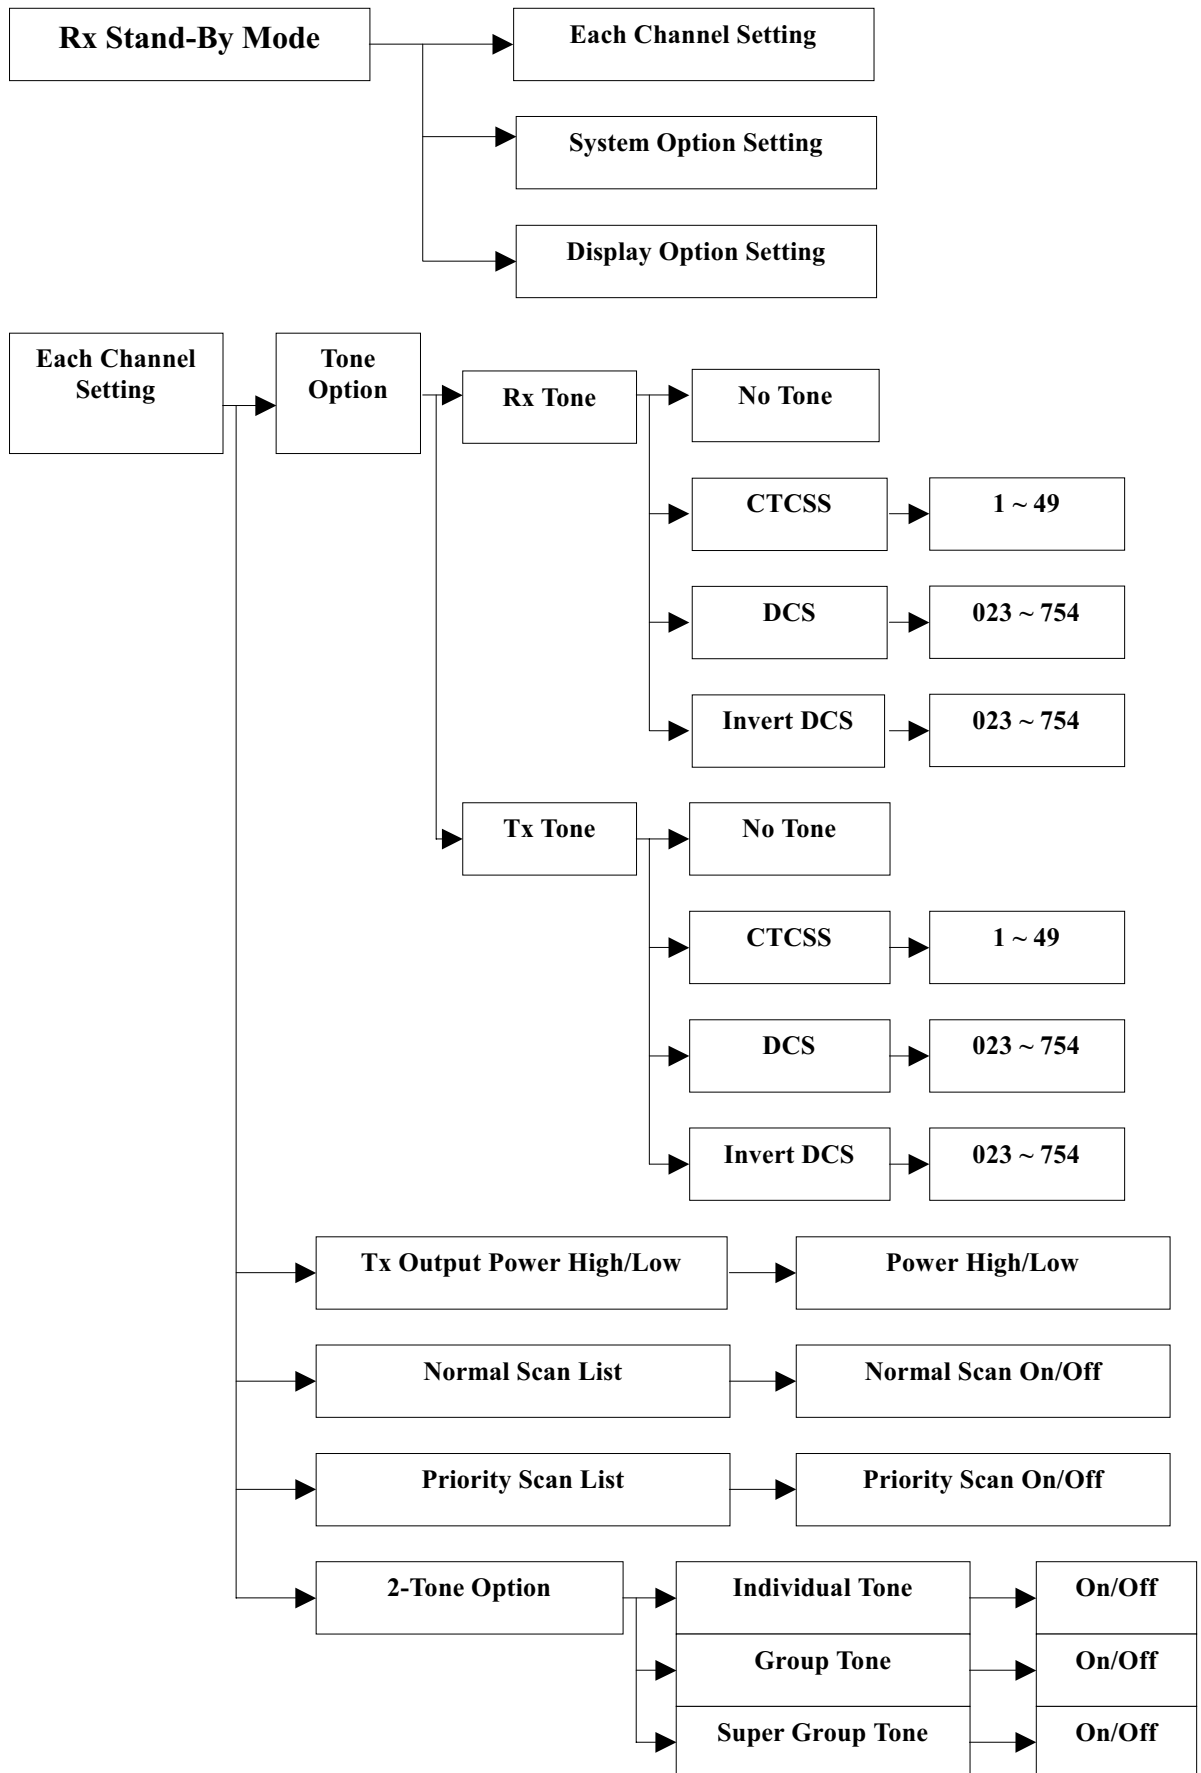 Rx Stand-By Mode
Each Channel Setting
System Option Setting
Display Option Setting
Each Channel
Setting
Tone
Option
Rx Tone
No Tone
CTCSS
1 ~ 49
DCS
023 ~ 754
Invert DCS
023 ~ 754
Tx Tone
No Tone
CTCSS
1 ~ 49
DCS
023 ~ 754
Invert DCS
023 ~ 754
Tx Output Power High/Low
Power High/Low
Normal Scan List
Normal Scan On/Off
Priority Scan List
Priority Scan On/Off
2-Tone Option
Individual Tone
On/Off
Group Tone
On/Off
Super Group Tone
On/Off